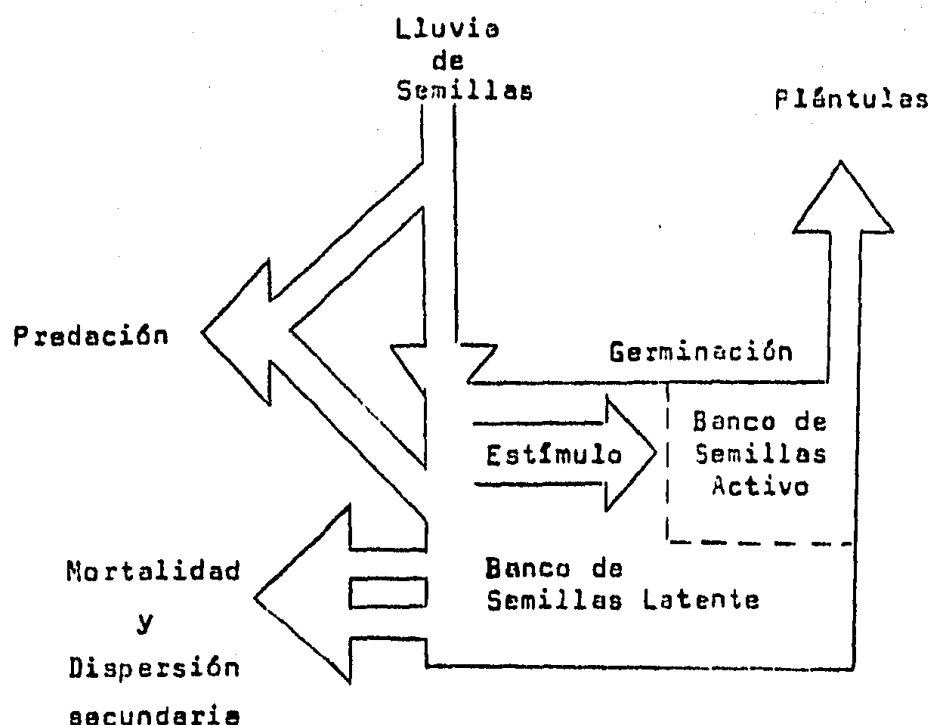 Lluvia
de
Semillas
Plántulas
Predación
Germinación
Estímulo
Banco de
Semillas
Activo
Banco de
Semillas Latente
Mortalidad
y
Dispersión
secundaria